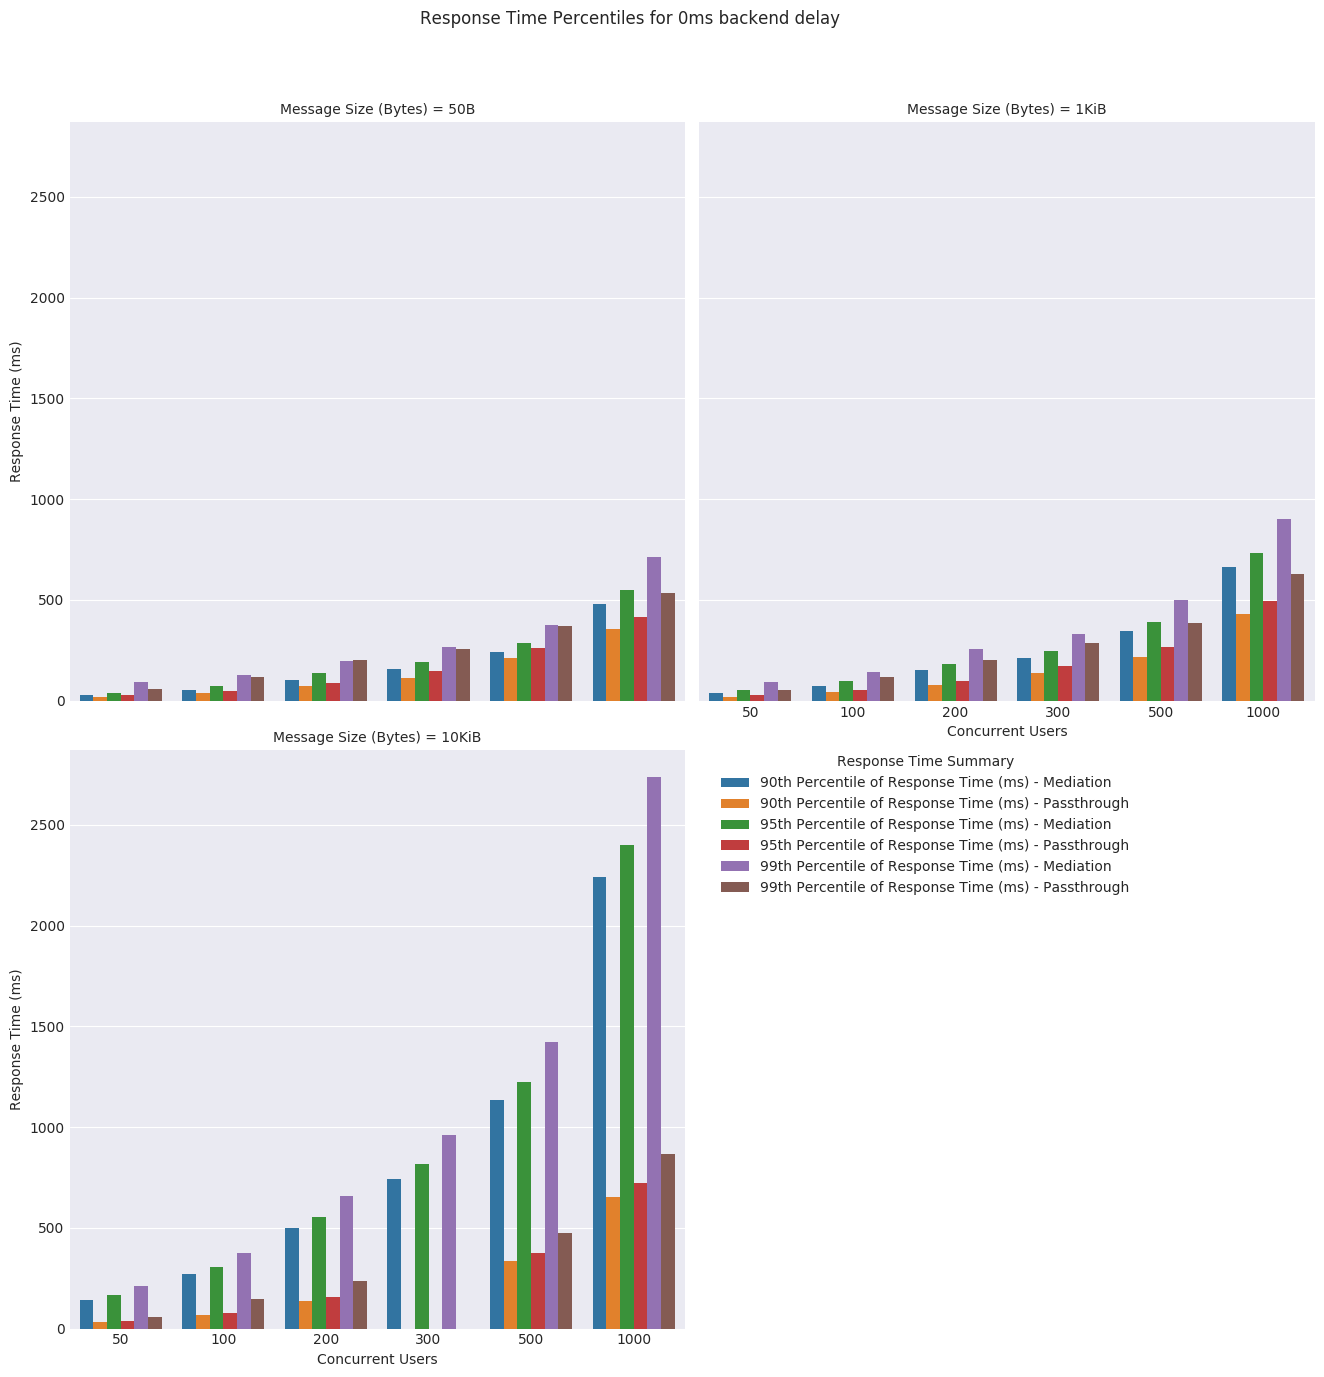 Response Time Percentiles for 0ms backend delay
Message Size (Bytes) = 50B
2500
2000
1500
1000
500
0
Response Time (ms)
Message Size (Bytes) = 1KiB
50 100 200 300 500 1000
Concurrent Users
Message Size (Bytes) = 10KiB
2500
2000
1500
1000
500
0
Response Time (ms)
50 100 200 300 500 1000
Concurrent Users
Response Time Summary
90th Percentile of Response Time (ms) - Mediation
90th Percentile of Response Time (ms) - Passthrough
95th Percentile of Response Time (ms) - Mediation
95th Percentile of Response Time (ms) - Passthrough
99th Percentile of Response Time (ms) - Mediation
99th Percentile of Response Time (ms) - Passthrough